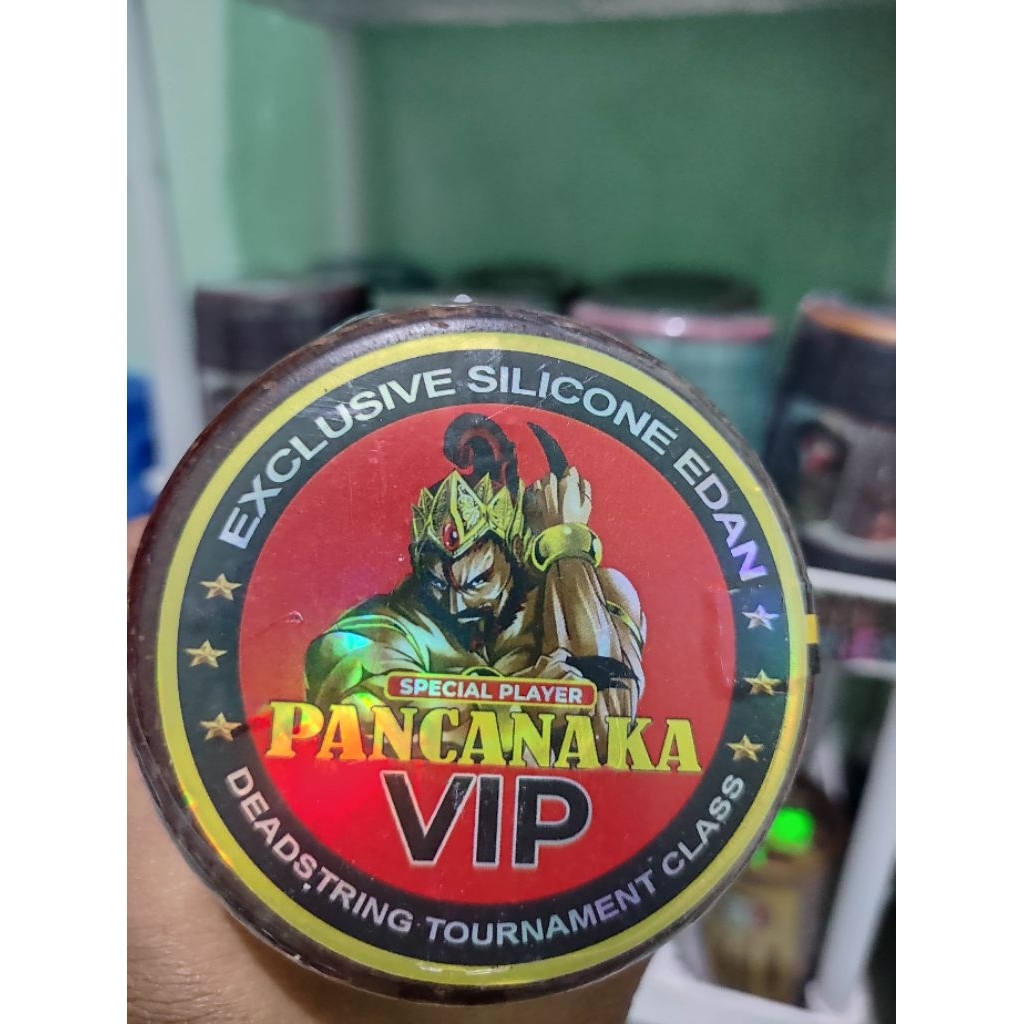 EXCLUSIVE SILICONE EDAN
SPECIAL PLAYER
PANCANAKA
VIP
DEADSTRING TOURNAMENT CLASS